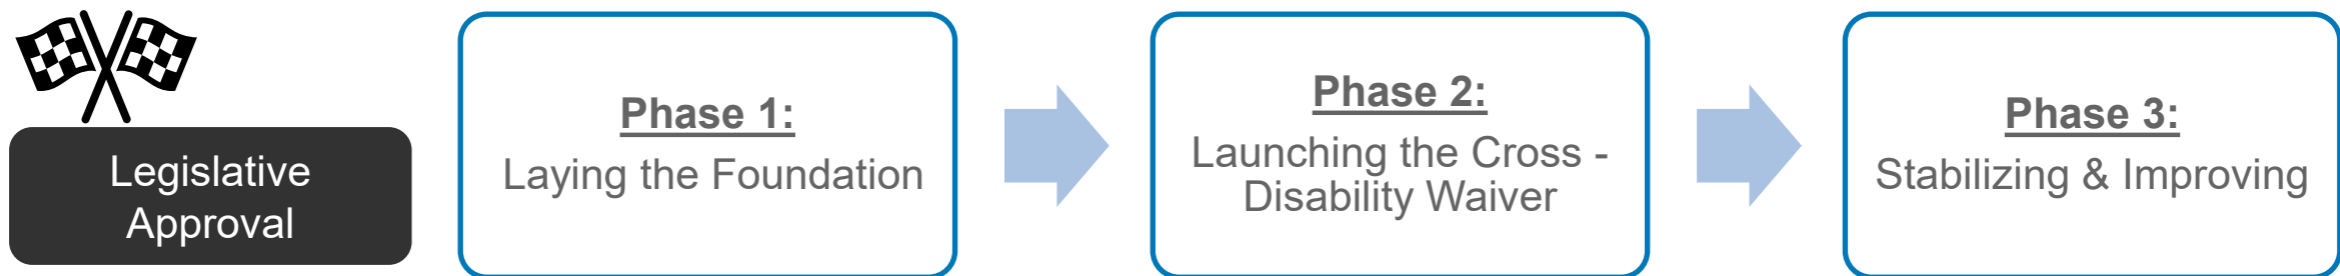 Legislative
Approval
Phase 1:
Laying the Foundation
Phase 2:
Launching the Cross -
Disability Waiver
Phase 3:
Stabilizing & Improving